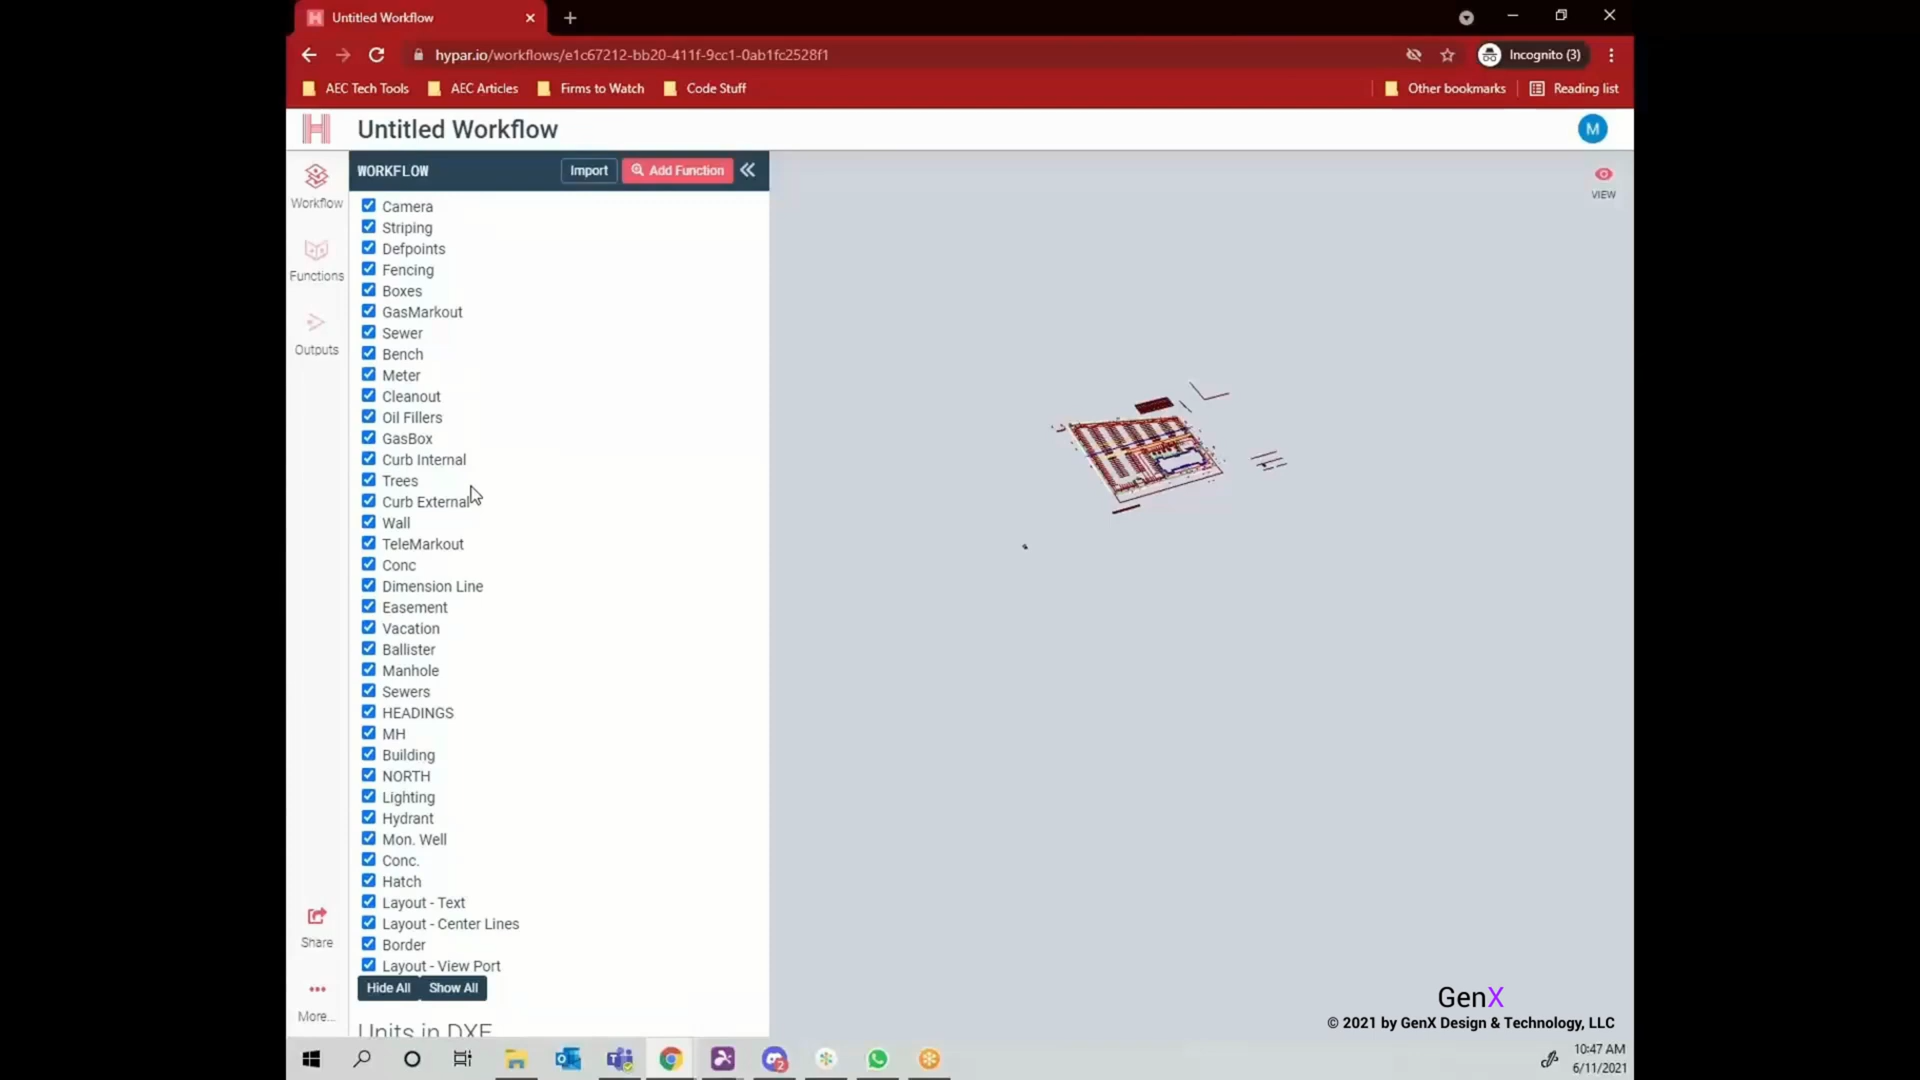 Untitled Workflow
hypar.io/workflows/e1c67212-bb20-411f-9cc1-0ab1fc2528f1
Incognito (3)
AEC Tech Tools
AEC Articles
Firms to Watch
Code Stuff
Other bookmarks
Reading list
Untitled Workflow
M
WORKFLOW
Import
Add Function
VIEW
Workflow
Functions
Outputs
Camera
Striping
Defpoints
Fencing
Boxes
GasMarkout
Sewer
Bench
Meter
Cleanout
Oil Fillers
GasBox
Curb Internal
Trees
Curb External
Wall
TeleMarkout
Conc
Dimension Line
Easement
Vacation
Ballister
Manhole
Sewers
HEADINGS
MH
Building
NORTH
Lighting
Hydrant
Mon. Well
Conc.
Hatch
Layout - Text
Layout - Center Lines
Border
Layout - View Port
Hide All
Show All
Units in DXF
Share
More...
GenX
© 2021 by GenX Design & Technology, LLC
10:47 AM
6/11/2021